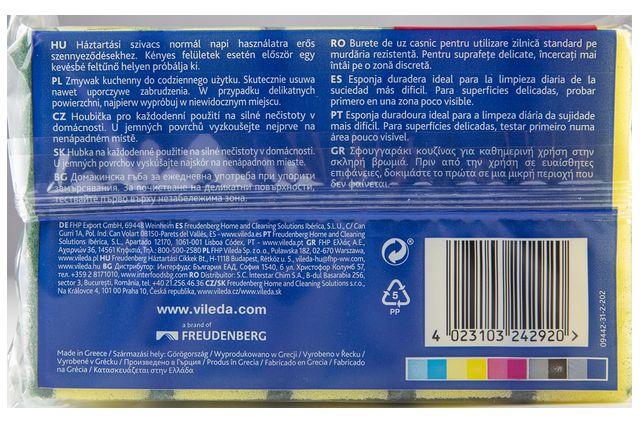 HU Háztartási szivacs normál napi használatra erős
szennyeződésekhez. Kényes felületek esetén először egy
kevésbé feltűnő helyen próbálja ki.
PL Zmywak kuchenny do codziennego użytku. Skutecznie usuwa
nawet uporczywe zabrudzenia. W przypadku delikatnych
powierzchni, najpierw wypróbuj w niewidocznym miejscu.
CZ Houbička pro každodenní použití na silné nečistoty v
domácnosti. U jemných povrchů vyzkoušejte nejprve na
nenápadném místě.
SK Hubka na každodenné použitie na silné nečistoty v domácnosti.
U jemných povrchov vyskúšajte najskôr na nenápadnom mieste.
BG Домакинска гъба за ежедневна употреба при упорити
замърсявания. За почистване на деликатни повърхности,
тествайте първо върху незабележима зона.
RO Burete de uz casnic pentru utilizare zilnică standard pe
murdăria rezistentă. Pentru suprafețe delicate, încercați mai
întâi pe o zonă discretă.
ES Esponja duradera ideal para la limpieza diaria de la
suciedad más difícil. Para superficies delicadas, probar
primero en una zona poco visible.
PT Esponja duradoura ideal para a limpeza diária da sujidade
mais difícil. Para superfícies delicadas, testar primeiro numa
área pouco visível.
GR Σφουγγαράκι κουζίνας για καθημερινή χρήση στην
σκληρή βρωμιά. Πριν από την χρήση σε ευαίσθητες
επιφάνειες, δοκιμάστε το πρώτα σε μια μικρή περιοχή που
δεν φαίνεται.
DE FHP Export GmbH, 69448 Weinheim ES Freudenberg Home and Cleaning Solutions Ibérica, S.L.U., C/ Can
Gurri 1A, Pol. Ind. Can Volart 08150-Parets del Vallès, España - www.vileda.es PT Freudenberg Home and Cleaning
Solutions Ibérica, S.L., Apartado 12170, 1061-001 Lisboa Códex, PT - www.vileda.pt GR FHP Ελλάς Α.Ε.,
Αγαριών 36, 14561 Κηφισιά, Τηλ: 800-500-2580 PL FHP Vileda Sp. z o.o., Puławska 182, 02-670 Warszawa,
www.vileda.pl HU Freudenberg Háztartási Cikkek Bt., H-1118 Budapest, Rétköz u. 5., vileda@fhp-ww.com,
www.vileda.hu BG Дистрибутор: Интерфудс България ЕАД, София 1540, 6 ул. Христофор Колумб 57,
тел. +359 2 8171010, www.interfoodsbg.com RO Distribuitor: S.C. Interstar Chim S.A., B-dul Basarabia 256,
sector 3, București, România, tel. +40 21.256.46.36 CZ/SK Freudenberg Home and Cleaning Solutions s.r.o.,
Na Královce 4, 101 00 Praha 10, Česká republika, www.vileda.cz/www.vileda.sk
www.vileda.com
a brand of
FREUDENBERG
Made in Greece / Származási hely: Görögország / Wyprodukowano w Grecji / Vyrobeno v Řecku /
Vyrobené v Grécku / Произведено в Гърция / Produs în Grecia / Fabricado en Grecia /
Fabricado na Grécia / Κατασκευάζεται στην Ελλάδα
5
PP
4 023103 242920 >
09442-31-2-202